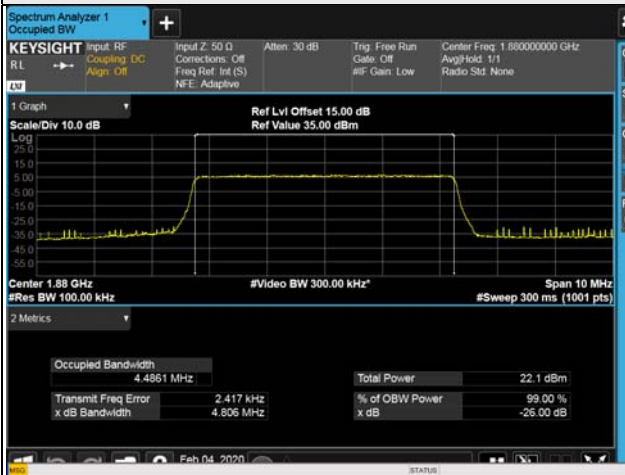 Spectrum Analyzer 1
Occupied BW
+
KEYSIGHT Input: RF Input Z: 50 Ω Atten: 30 dB Trig: Free Run Center Freq: 1.880000000 GHz
RL Coupling: DC Corrections: Off Gate: Off Avg|Hold: 1/1
Align: Off Freq Ref: Int (S) #IF Gain: Low Radio Std: None
LXI NFE: Adaptive
1 Graph
Ref Lvl Offset 15.00 dB
Scale/Div 10.0 dB Ref Value 35.00 dBm
Log
25.0
15.0
5.00
-5.00
-15.0
-25.0
-35.0
-45.0
-55.0
Center 1.88 GHz #Video BW 300.00 kHz* Span 10 MHz
#Res BW 100.00 kHz #Sweep 300 ms (1001 pts)
2 Metrics
Occupied Bandwidth
4.4861 MHz Total Power 22.1 dBm
Transmit Freq Error 2.417 kHz % of OBW Power 99.00 %
x dB Bandwidth 4.806 MHz x dB -26.00 dB
Feb 04, 2020
MSG STATUS